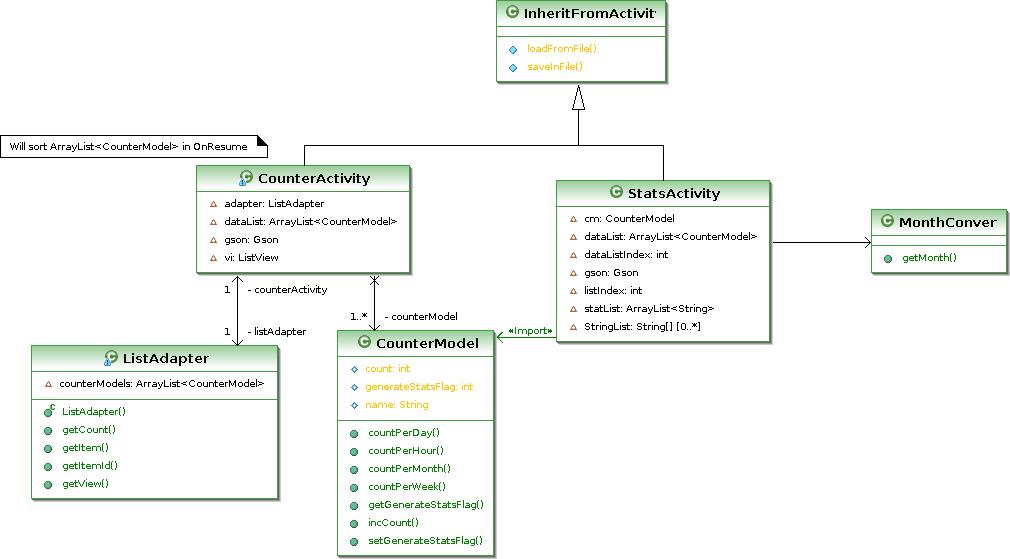 InheritFromActivit
loadFromFile()
saveInFile()
Will sort ArrayList<CounterModel> in OnResume
CounterActivity
adapter: ListAdapter
dataList: ArrayList<CounterModel>
gson: Gson
vi: ListView
StatsActivity
cm: CounterModel
dataList: ArrayList<CounterModel>
dataListIndex: int
gson: Gson
listIndex: int
statList: ArrayList<String>
StringList: String[] [0..*]
MonthConver
getMonth()
1 - counterActivity
1 - listAdapter
1..* - counterModel
«Import»
ListAdapter
counterModels: ArrayList<CounterModel>
ListAdapter()
getCount()
getItem()
getItemId()
getView()
CounterModel
count: int
generateStatsFlag: int
name: String
countPerDay()
countPerHour()
countPerMonth()
countPerWeek()
getGenerateStatsFlag()
incCount()
setGenerateStatsFlag()